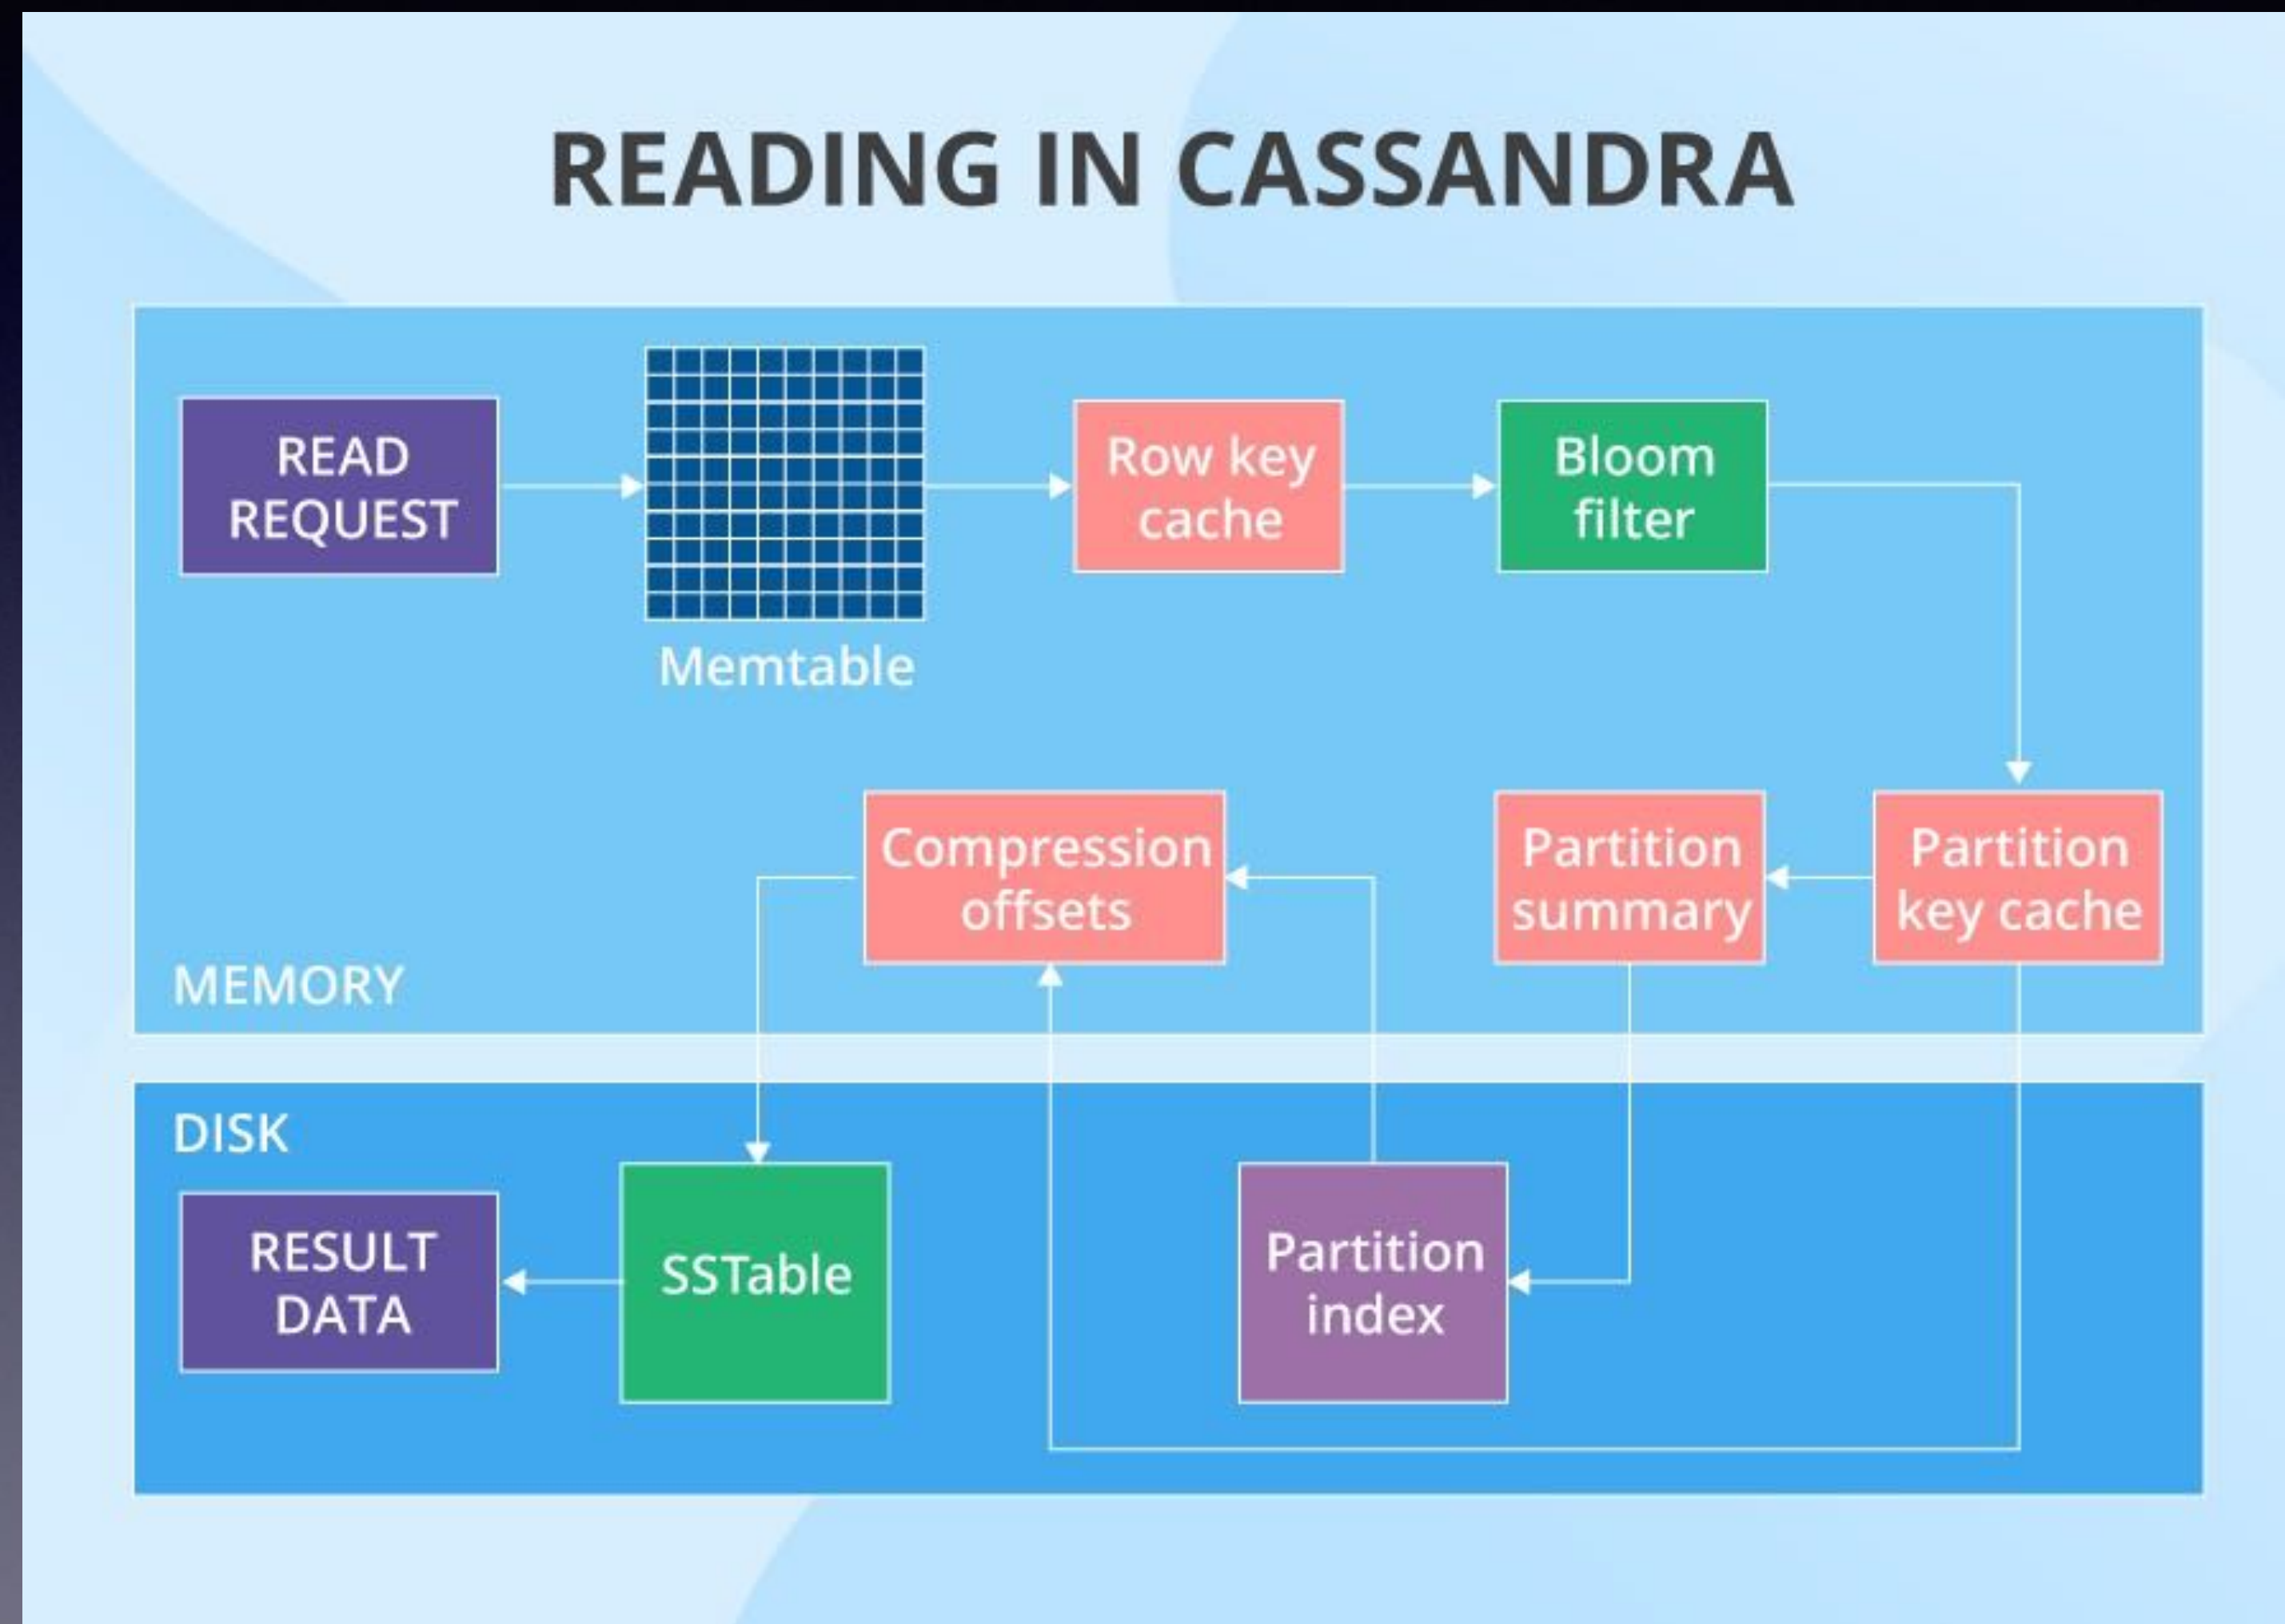 READING IN CASSANDRA
READ
REQUEST
Memtable
Row key
cache
Bloom
filter
Compression
offsets
Partition
summary
Partition
key cache
MEMORY
DISK
RESULT
DATA
SSTable
Partition
index